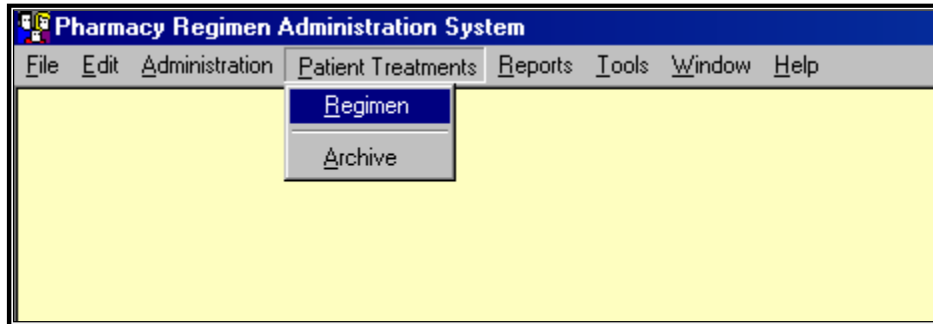 Pharmacy Regimen Administration System
File Edit Administration Patient Treatments Reports Tools Window Help
Regimen
Archive